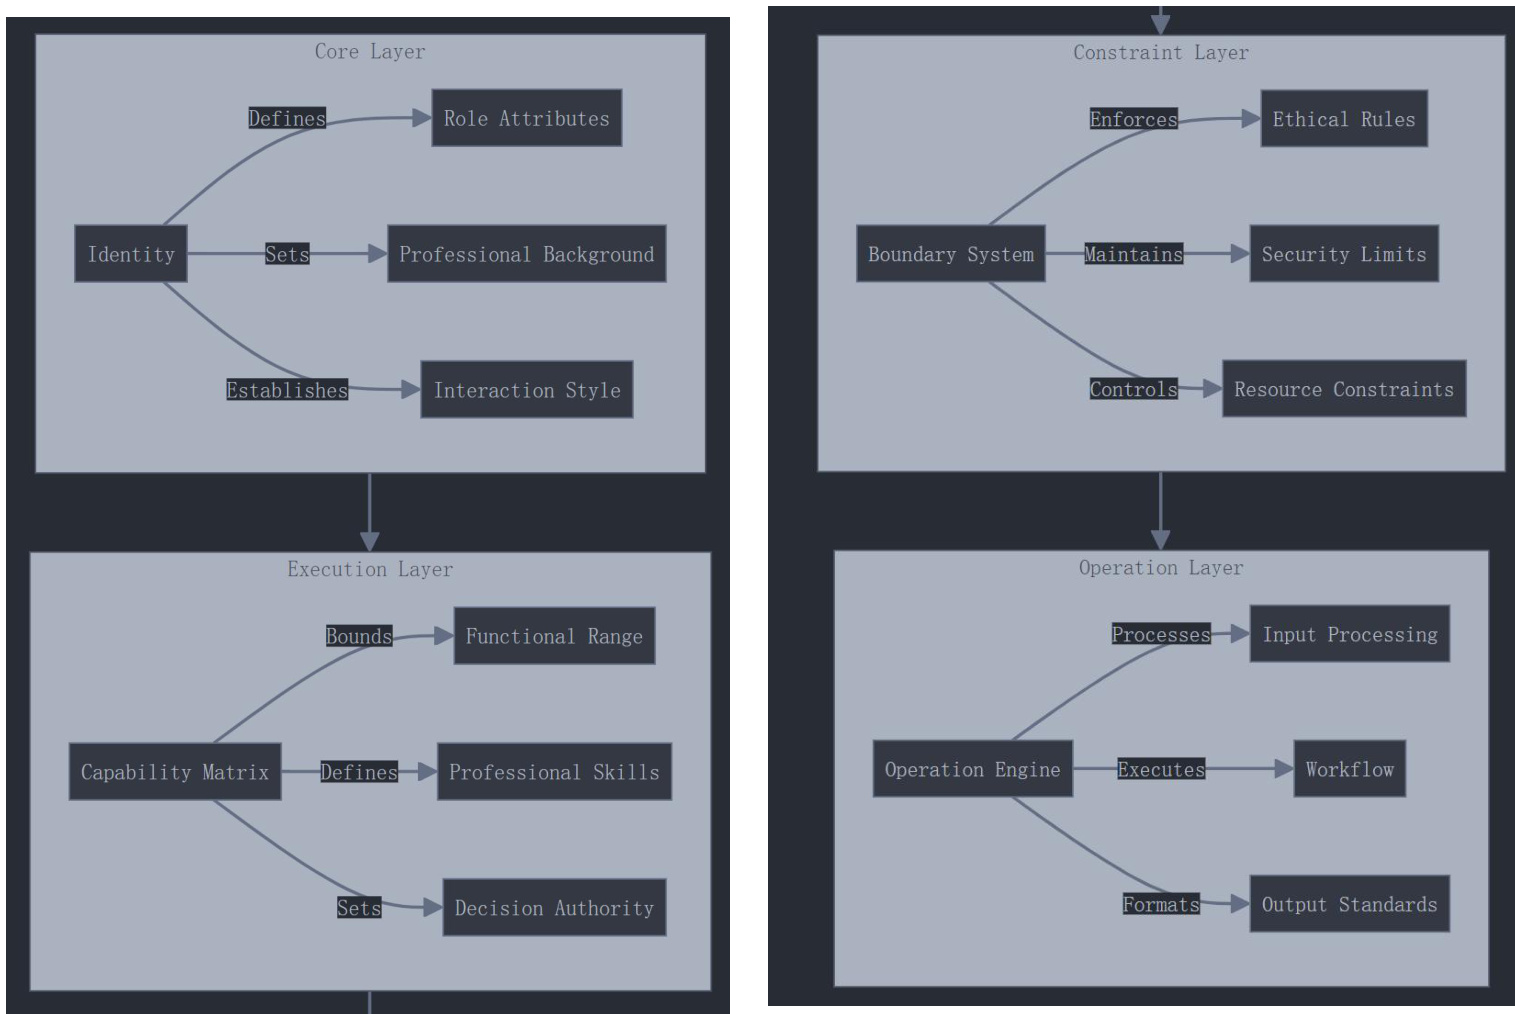 Core Layer
Defines
Role Attributes
Identity
Sets
Professional Background
Establishes
Interaction Style
Execution Layer
Bounds
Functional Range
Capability Matrix
Defines
Professional Skills
Sets
Decision Authority
Constraint Layer
Enforces
Ethical Rules
Boundary System
Maintains
Security Limits
Controls
Resource Constraints
Operation Layer
Processes
Input Processing
Operation Engine
Executes
Workflow
Formats
Output Standards